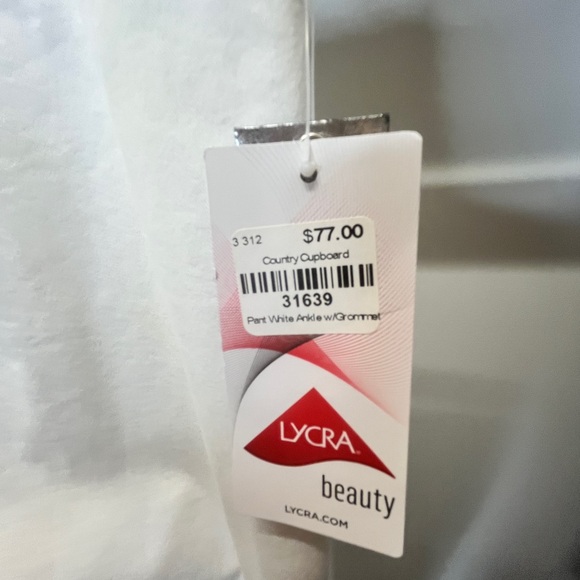 3 312 $77.00
Country Cupboard
31639
Pant White Ankle w/Grommet
LYCRA
beauty
LYCRA.COM